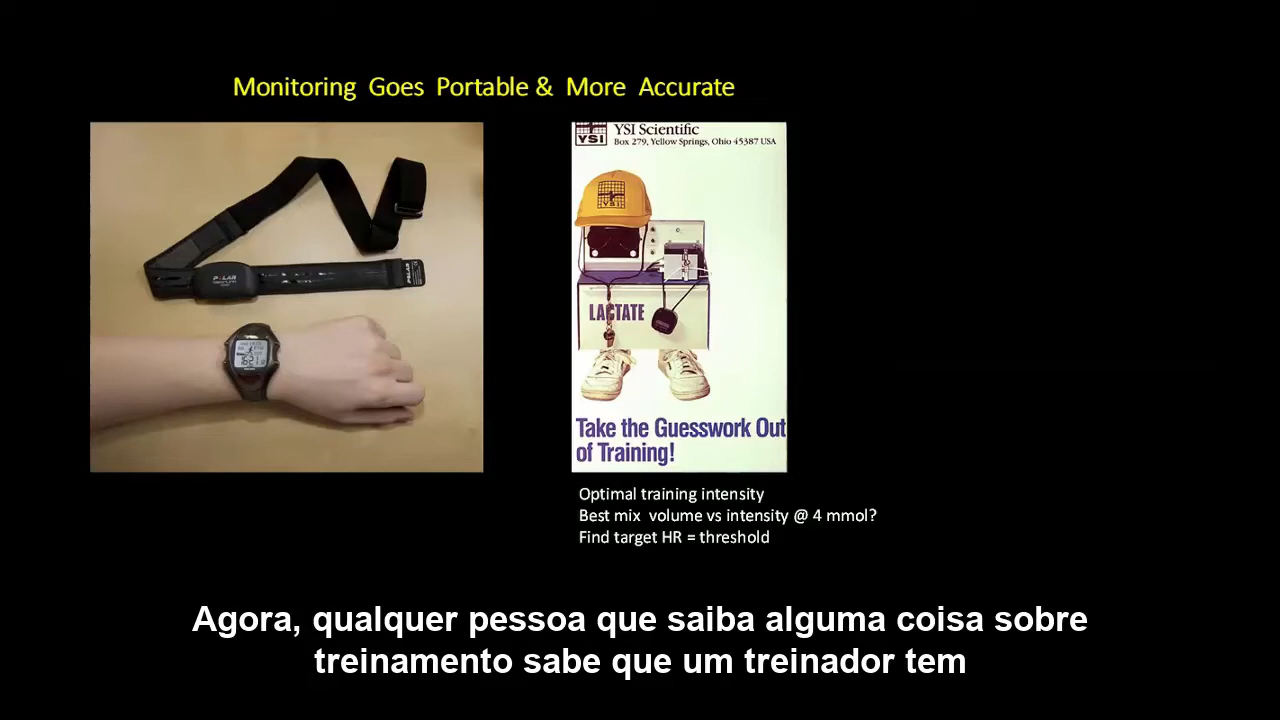 Monitoring Goes Portable & More Accurate
YSI Scientific
YSI
Box 279, Yellow Springs, Ohio 45387 USA
YSI
POLAR
LACTATE
Take the Guesswork Out
of Training!
Optimal training intensity
Best mix volume vs intensity @ 4 mmol?
Find target HR = threshold
Agora, qualquer pessoa que saiba alguma coisa sobre
treinamento sabe que um treinador tem